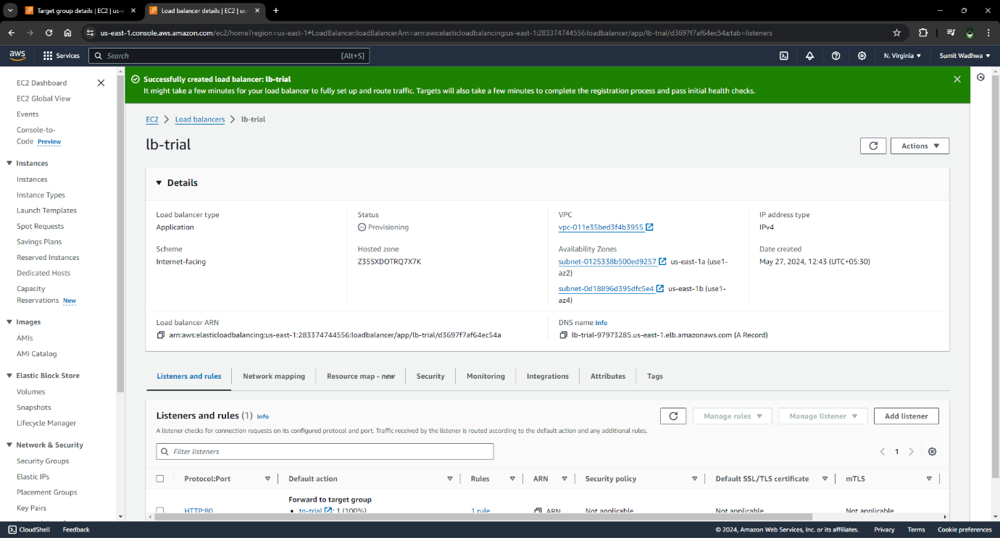 Target group details | EC2 | us-e
Load balancer details | EC2 | us-
us-east-1.console.aws.amazon.com/ec2/home?region=us-east-1#LoadBalancer:loadBalancerArn=arn:aws:elasticloadbalancing:us-east-1:283374744556:loadbalancer/app/lb-trial/d3697f7af64ec54a;tab=listeners
aws
Services
Search
[Alt+S]
N. Virginia
Sumit Wadhwa
EC2 Dashboard
EC2 Global View
Events
Console-to-
Code Preview
Instances
Instances
Instance Types
Launch Templates
Spot Requests
Savings Plans
Reserved Instances
Dedicated Hosts
Capacity
Reservations New
Images
AMIs
AMI Catalog
Elastic Block Store
Volumes
Snapshots
Lifecycle Manager
Network & Security
Security Groups
Elastic IPs
Placement Groups
Key Pairs
Successfully created load balancer: lb-trial
It might take a few minutes for your load balancer to fully set up and route traffic. Targets will also take a few minutes to complete the registration process and pass initial health checks.
EC2 > Load balancers > lb-trial
lb-trial
Actions
Details
Load balancer type
Application
Status
Provisioning
VPC
vpc-011e35bed3f4b3955
IP address type
IPv4
Scheme
Internet-facing
Hosted zone
Z35SXDOTRQ7X7K
Availability Zones
subnet-0125338b500ed9257 us-east-1a (use1-
az2)
subnet-0d18896d395dfc5e4 us-east-1b (use1-
az4)
Date created
May 27, 2024, 12:43 (UTC+05:30)
Load balancer ARN
arn:aws:elasticloadbalancing:us-east-1:283374744556:loadbalancer/app/lb-trial/d3697f7af64ec54a
DNS name Info
lb-trial-97973285.us-east-1.elb.amazonaws.com (A Record)
Listeners and rules
Network mapping
Resource map - new
Security
Monitoring
Integrations
Attributes
Tags
Listeners and rules (1) Info
Manage rules
Manage listener
Add listener
A listener checks for connection requests on its configured protocol and port. Traffic received by the listener is routed according to the default action and any additional rules.
Filter listeners
1
Protocol:Port
Default action
Rules
ARN
Security policy
Default SSL/TLS certificate
mTLS
Forward to target group
HTTP:80
• tg-trial : 1 (100%)
1 rule
ARN
Not applicable
Not applicable
Not applicable
CloudShell
Feedback
© 2024, Amazon Web Services, Inc. or its affiliates.
Privacy
Terms
Cookie preferences